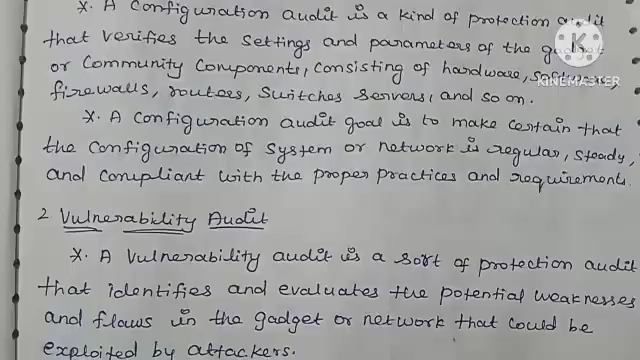 X. A Configuration audit is a kind of protection audit
that verifies the settings and parameters of the gadget
or Community Components, Consisting of hardware, software,
firewalls, routers, switches servers, and so on.
X. A Configuration audit goal is to make certain that
the Configuration of System or network is regular, steady,
and Compliant with the proper practices and requirements.
2 Vulnerability Audit
X. A Vulnerability audit is a sort of protection audit
that identifies and evaluates the potential weaknesses
and flaws in the gadget or network that could be
exploited by attackers.
KINEMASTER